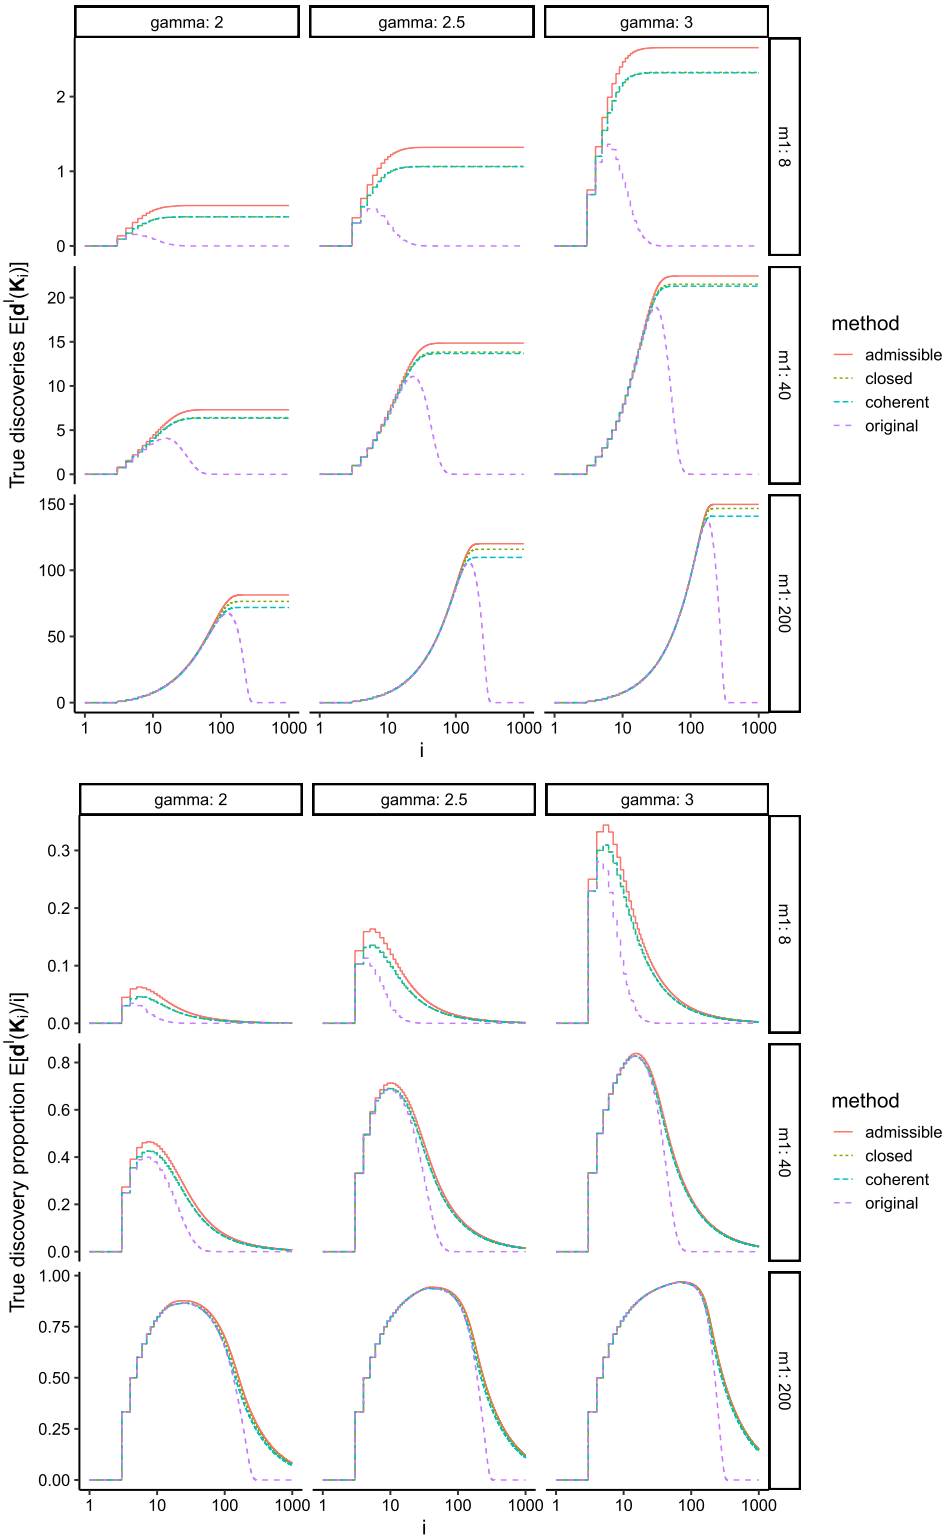 gamma: 2 gamma: 2.5 gamma: 3
2
1
0
m1: 8
20
15
10
5
0
m1: 40
150
100
50
0
m1: 200
1 10 100 1000 1 10 100 1000 1 10 100 1000
i
True discoveries E[d^I(K_i)]
method
admissible
closed
coherent
original
gamma: 2 gamma: 2.5 gamma: 3
0.3
0.2
0.1
0.0
m1: 8
0.8
0.6
0.4
0.2
0.0
m1: 40
1.00
0.75
0.50
0.25
0.00
m1: 200
1 10 100 1000 1 10 100 1000 1 10 100 1000
i
True discovery proportion E[d^I(K_i)/i]
method
admissible
closed
coherent
original